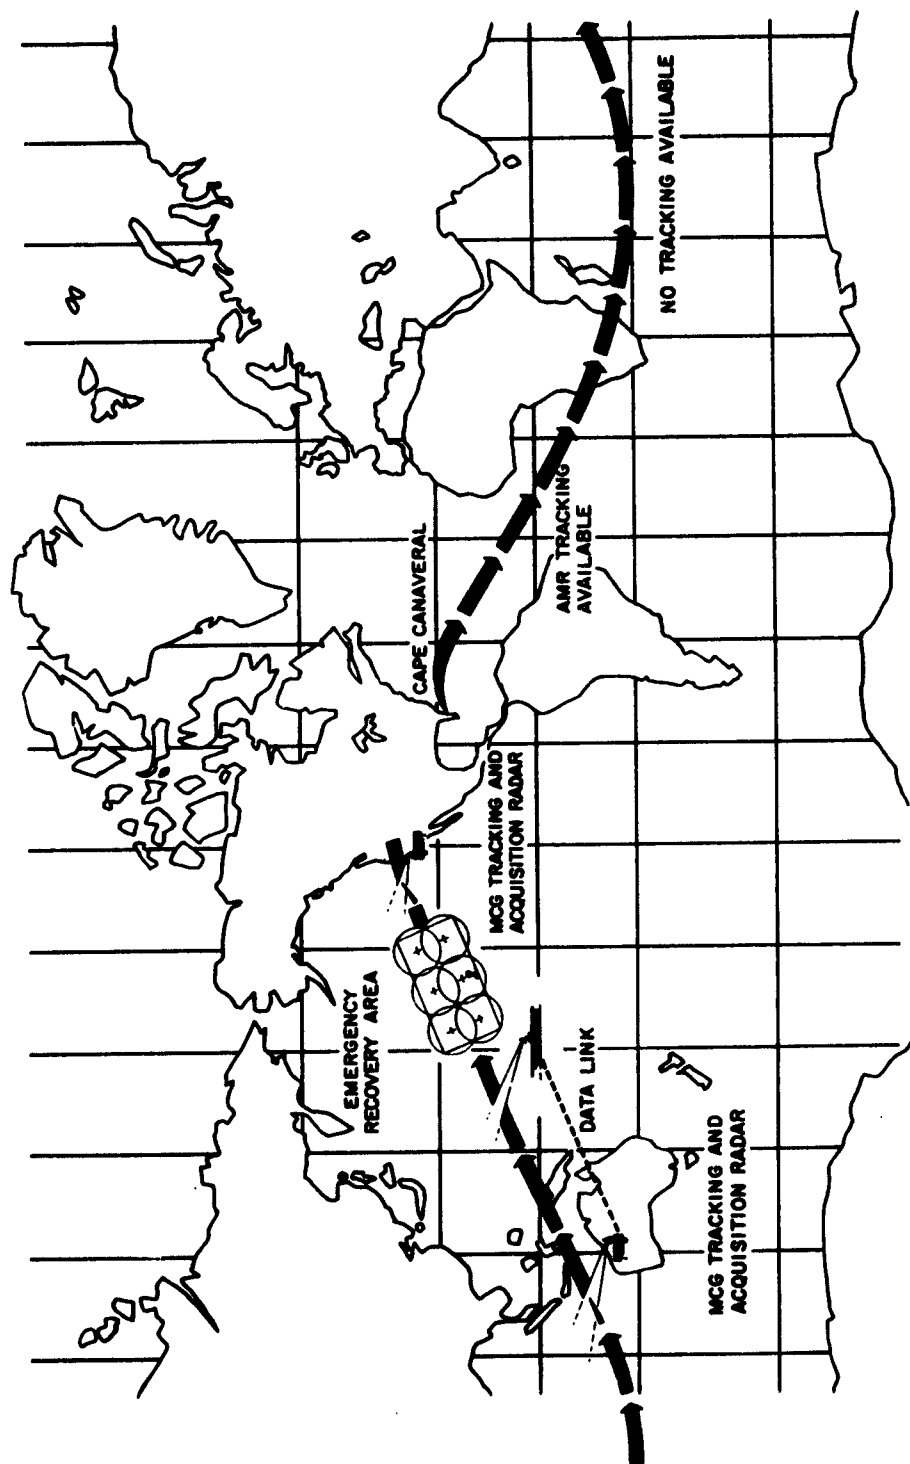 EMERGENCY
RECOVERY AREA
CAPE CANAVERAL
MCG TRACKING AND
ACQUISITION RADAR
AMR TRACKING
AVAILABLE
DATA LINK
NO TRACKING AVAILABLE
MCG TRACKING AND
ACQUISITION RADAR